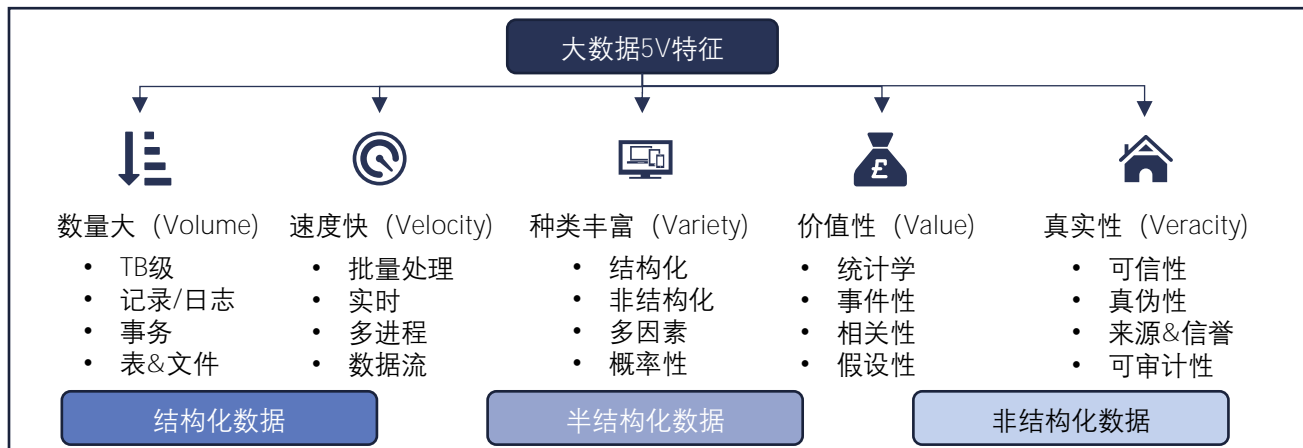 大数据5V特征
£
数量大 (Volume)
• TB级
• 记录/日志
• 事务
• 表&文件
速度快 (Velocity)
• 批量处理
• 实时
• 多进程
• 数据流
种类丰富 (Variety)
• 结构化
• 非结构化
• 多因素
• 概率性
价值性 (Value)
• 统计学
• 事件性
• 相关性
• 假设性
真实性 (Veracity)
• 可信性
• 真伪性
• 来源&信誉
• 可审计性
结构化数据
半结构化数据
非结构化数据